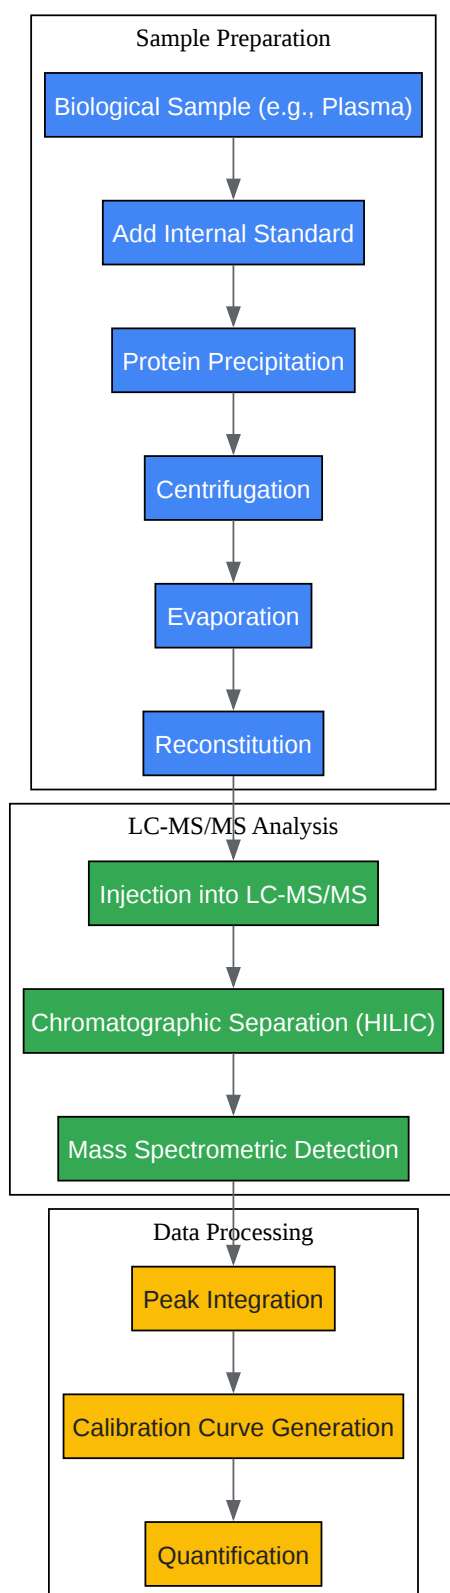 Sample Preparation
Biological Sample (e.g., Plasma)
Add Internal Standard
Protein Precipitation
Centrifugation
Evaporation
Reconstitution
LC-MS/MS Analysis
Injection into LC-MS/MS
Chromatographic Separation (HILIC)
Mass Spectrometric Detection
Data Processing
Peak Integration
Calibration Curve Generation
Quantification